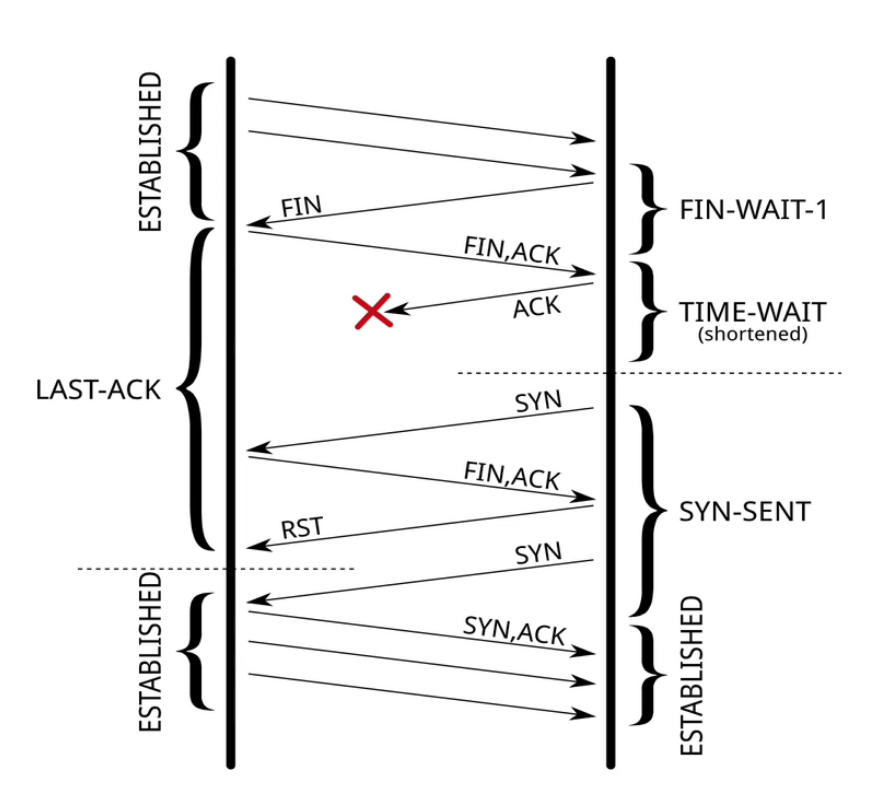 ESTABLISHED
FIN
FIN-WAIT-1
FIN,ACK
ACK
TIME-WAIT
(shortened)
LAST-ACK
SYN
FIN,ACK
SYN-SENT
RST
SYN
ESTABLISHED
SYN,ACK
ESTABLISHED